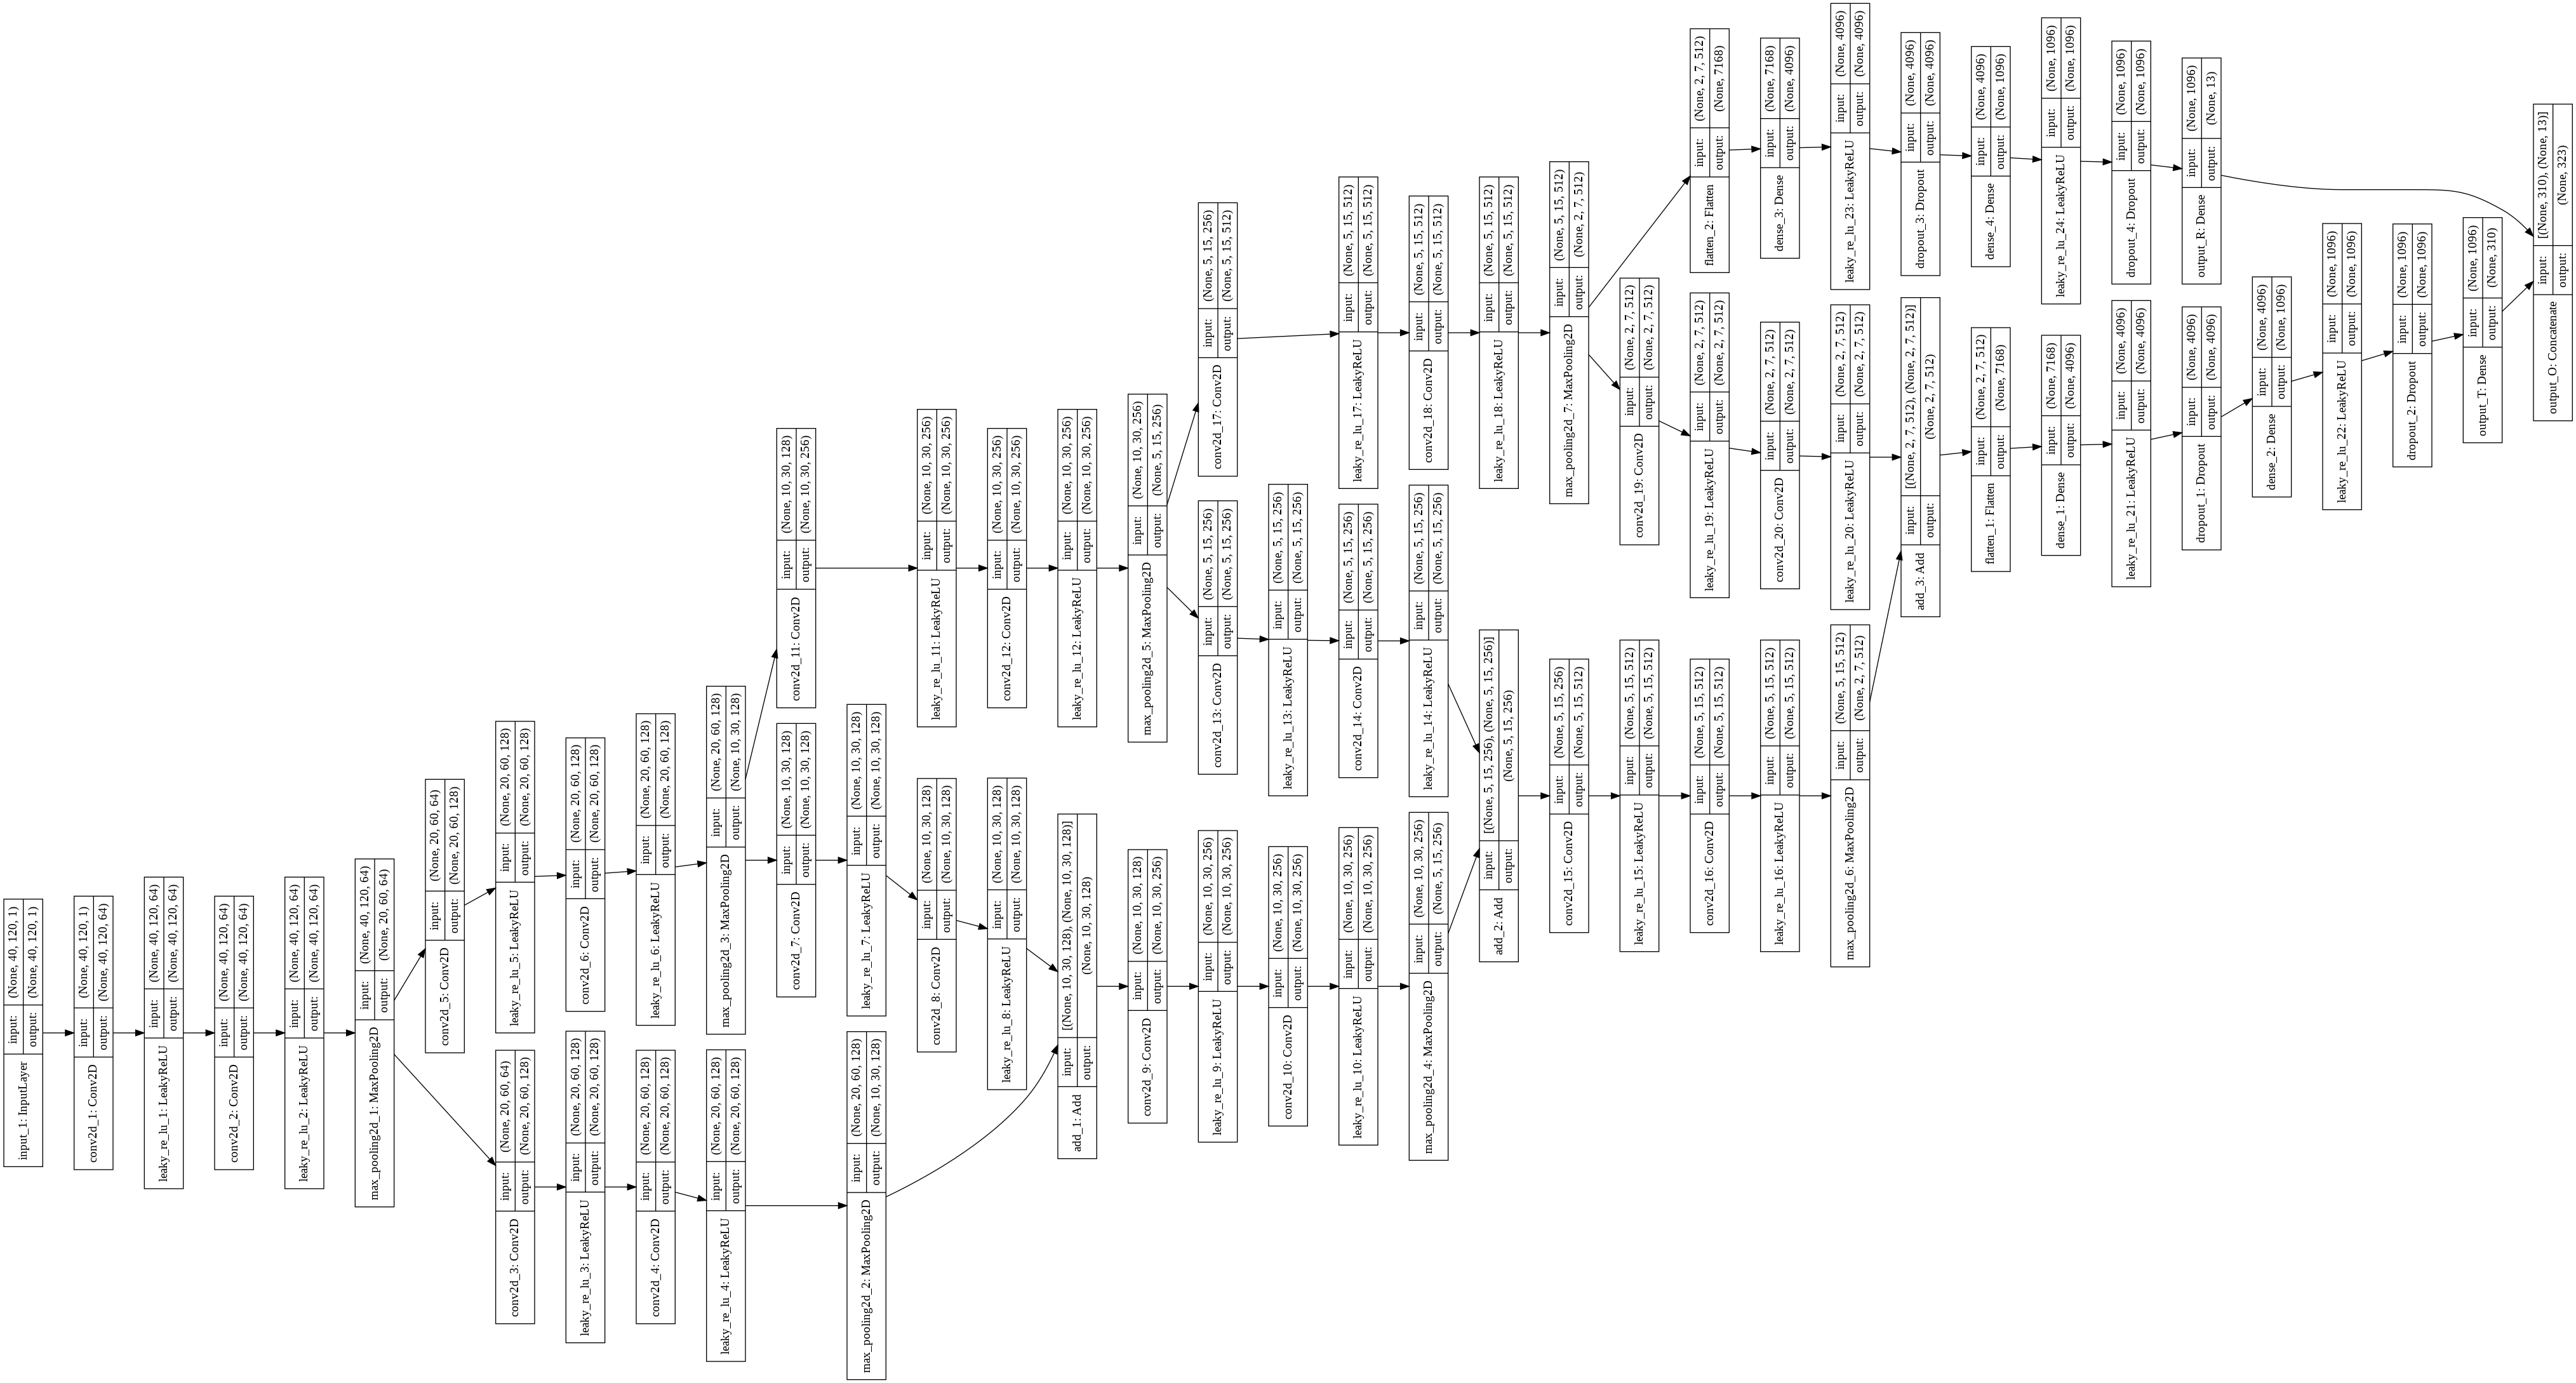 input_1: InputLayer
input:
output:
(None, 40, 120, 1)
(None, 40, 120, 1)
conv2d_1: Conv2D
input:
output:
(None, 40, 120, 1)
(None, 40, 120, 64)
leaky_re_lu_1: LeakyReLU
input:
output:
(None, 40, 120, 64)
(None, 40, 120, 64)
conv2d_2: Conv2D
input:
output:
(None, 40, 120, 64)
(None, 40, 120, 64)
leaky_re_lu_2: LeakyReLU
input:
output:
(None, 40, 120, 64)
(None, 40, 120, 64)
max_pooling2d_1: MaxPooling2D
input:
output:
(None, 40, 120, 64)
(None, 20, 60, 64)
conv2d_5: Conv2D
input:
output:
(None, 20, 60, 64)
(None, 20, 60, 128)
conv2d_3: Conv2D
input:
output:
(None, 20, 60, 64)
(None, 20, 60, 128)
leaky_re_lu_5: LeakyReLU
input:
output:
(None, 20, 60, 128)
(None, 20, 60, 128)
leaky_re_lu_3: LeakyReLU
input:
output:
(None, 20, 60, 128)
(None, 20, 60, 128)
conv2d_6: Conv2D
input:
output:
(None, 20, 60, 128)
(None, 20, 60, 128)
conv2d_4: Conv2D
input:
output:
(None, 20, 60, 128)
(None, 20, 60, 128)
leaky_re_lu_6: LeakyReLU
input:
output:
(None, 20, 60, 128)
(None, 20, 60, 128)
leaky_re_lu_4: LeakyReLU
input:
output:
(None, 20, 60, 128)
(None, 20, 60, 128)
max_pooling2d_3: MaxPooling2D
input:
output:
(None, 20, 60, 128)
(None, 10, 30, 128)
conv2d_11: Conv2D
input:
output:
(None, 10, 30, 128)
(None, 10, 30, 256)
conv2d_7: Conv2D
input:
output:
(None, 10, 30, 128)
(None, 10, 30, 128)
leaky_re_lu_7: LeakyReLU
input:
output:
(None, 10, 30, 128)
(None, 10, 30, 128)
max_pooling2d_2: MaxPooling2D
input:
output:
(None, 20, 60, 128)
(None, 10, 30, 128)
leaky_re_lu_11: LeakyReLU
input:
output:
(None, 10, 30, 256)
(None, 10, 30, 256)
conv2d_8: Conv2D
input:
output:
(None, 10, 30, 128)
(None, 10, 30, 128)
conv2d_12: Conv2D
input:
output:
(None, 10, 30, 256)
(None, 10, 30, 256)
leaky_re_lu_8: LeakyReLU
input:
output:
(None, 10, 30, 128)
(None, 10, 30, 128)
leaky_re_lu_12: LeakyReLU
input:
output:
(None, 10, 30, 256)
(None, 10, 30, 256)
add_1: Add
input:
output:
[(None, 10, 30, 128), (None, 10, 30, 128)]
(None, 10, 30, 128)
max_pooling2d_5: MaxPooling2D
input:
output:
(None, 10, 30, 256)
(None, 5, 15, 256)
conv2d_9: Conv2D
input:
output:
(None, 10, 30, 128)
(None, 10, 30, 256)
conv2d_17: Conv2D
input:
output:
(None, 5, 15, 256)
(None, 5, 15, 512)
conv2d_13: Conv2D
input:
output:
(None, 5, 15, 256)
(None, 5, 15, 256)
leaky_re_lu_9: LeakyReLU
input:
output:
(None, 10, 30, 256)
(None, 10, 30, 256)
leaky_re_lu_13: LeakyReLU
input:
output:
(None, 5, 15, 256)
(None, 5, 15, 256)
conv2d_10: Conv2D
input:
output:
(None, 10, 30, 256)
(None, 10, 30, 256)
leaky_re_lu_17: LeakyReLU
input:
output:
(None, 5, 15, 512)
(None, 5, 15, 512)
conv2d_14: Conv2D
input:
output:
(None, 5, 15, 256)
(None, 5, 15, 256)
leaky_re_lu_10: LeakyReLU
input:
output:
(None, 10, 30, 256)
(None, 10, 30, 256)
conv2d_18: Conv2D
input:
output:
(None, 5, 15, 512)
(None, 5, 15, 512)
leaky_re_lu_14: LeakyReLU
input:
output:
(None, 5, 15, 256)
(None, 5, 15, 256)
max_pooling2d_4: MaxPooling2D
input:
output:
(None, 10, 30, 256)
(None, 5, 15, 256)
leaky_re_lu_18: LeakyReLU
input:
output:
(None, 5, 15, 512)
(None, 5, 15, 512)
add_2: Add
input:
output:
[(None, 5, 15, 256), (None, 5, 15, 256)]
(None, 5, 15, 256)
max_pooling2d_7: MaxPooling2D
input:
output:
(None, 5, 15, 512)
(None, 2, 7, 512)
conv2d_15: Conv2D
input:
output:
(None, 5, 15, 256)
(None, 5, 15, 512)
conv2d_19: Conv2D
input:
output:
(None, 2, 7, 512)
(None, 2, 7, 512)
leaky_re_lu_15: LeakyReLU
input:
output:
(None, 5, 15, 512)
(None, 5, 15, 512)
flatten_2: Flatten
input:
output:
(None, 2, 7, 512)
(None, 7168)
leaky_re_lu_19: LeakyReLU
input:
output:
(None, 2, 7, 512)
(None, 2, 7, 512)
conv2d_16: Conv2D
input:
output:
(None, 5, 15, 512)
(None, 5, 15, 512)
dense_3: Dense
input:
output:
(None, 7168)
(None, 4096)
conv2d_20: Conv2D
input:
output:
(None, 2, 7, 512)
(None, 2, 7, 512)
leaky_re_lu_16: LeakyReLU
input:
output:
(None, 5, 15, 512)
(None, 5, 15, 512)
leaky_re_lu_23: LeakyReLU
input:
output:
(None, 4096)
(None, 4096)
leaky_re_lu_20: LeakyReLU
input:
output:
(None, 2, 7, 512)
(None, 2, 7, 512)
max_pooling2d_6: MaxPooling2D
input:
output:
(None, 5, 15, 512)
(None, 2, 7, 512)
dropout_3: Dropout
input:
output:
(None, 4096)
(None, 4096)
add_3: Add
input:
output:
[(None, 2, 7, 512), (None, 2, 7, 512)]
(None, 2, 7, 512)
dense_4: Dense
input:
output:
(None, 4096)
(None, 1096)
flatten_1: Flatten
input:
output:
(None, 2, 7, 512)
(None, 7168)
leaky_re_lu_24: LeakyReLU
input:
output:
(None, 1096)
(None, 1096)
dense_1: Dense
input:
output:
(None, 7168)
(None, 4096)
dropout_4: Dropout
input:
output:
(None, 1096)
(None, 1096)
leaky_re_lu_21: LeakyReLU
input:
output:
(None, 4096)
(None, 4096)
output_R: Dense
input:
output:
(None, 1096)
(None, 13)
dropout_1: Dropout
input:
output:
(None, 4096)
(None, 4096)
dense_2: Dense
input:
output:
(None, 4096)
(None, 1096)
leaky_re_lu_22: LeakyReLU
input:
output:
(None, 1096)
(None, 1096)
dropout_2: Dropout
input:
output:
(None, 1096)
(None, 1096)
output_T: Dense
input:
output:
(None, 1096)
(None, 310)
output_O: Concatenate
input:
output:
[(None, 310), (None, 13)]
(None, 323)